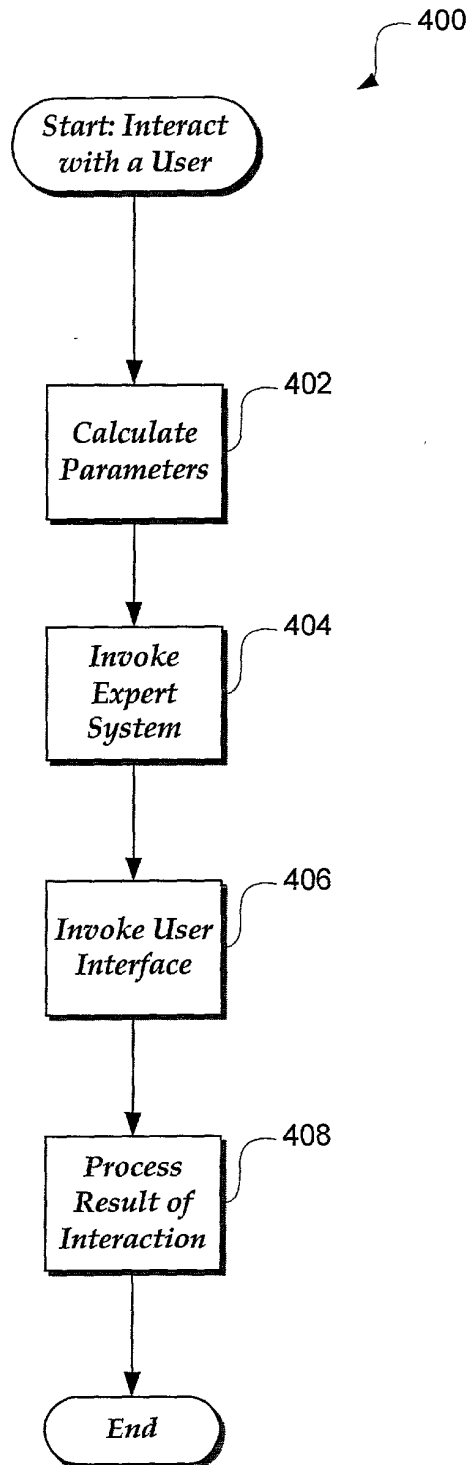 400
Start: Interact
with a User
402
Calculate
Parameters
404
Invoke
Expert
System
406
Invoke User
Interface
408
Process
Result of
Interaction
End